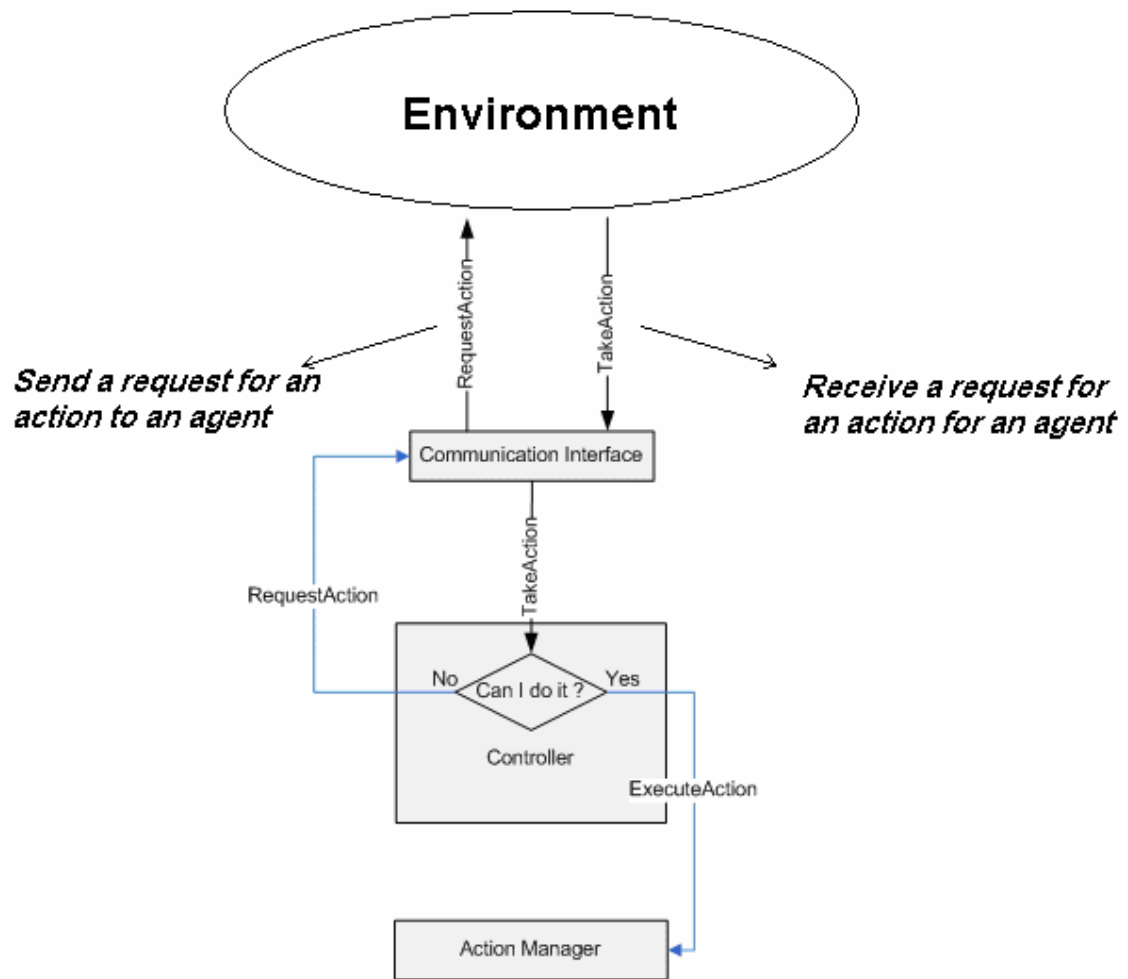 Environment
RequestAction
TakeAction
Send a request for an
action to an agent
Receive a request for
an action for an agent
Communication Interface
TakeAction
RequestAction
No
Can I do it ?
Yes
Controller
ExecuteAction
Action Manager